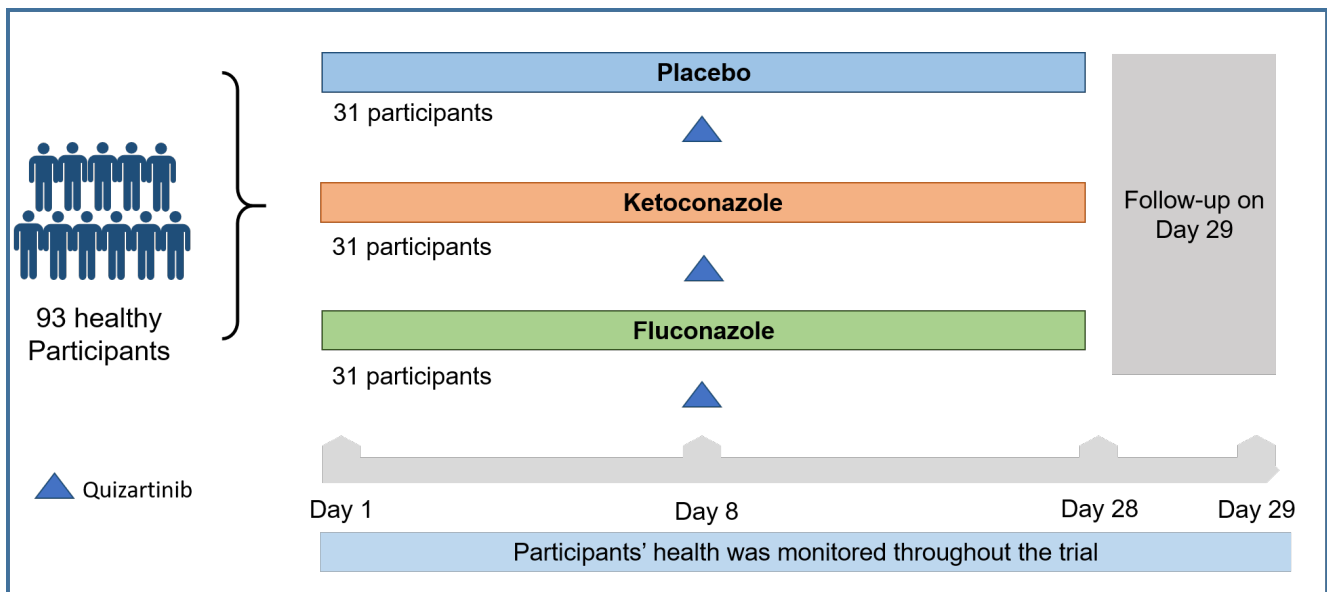 Placebo
31 participants
Ketoconazole
31 participants
Fluconazole
31 participants
93 healthy
Participants
Follow-up on
Day 29
Quizartinib
Day 1
Day 8
Day 28
Day 29
Participants’ health was monitored throughout the trial